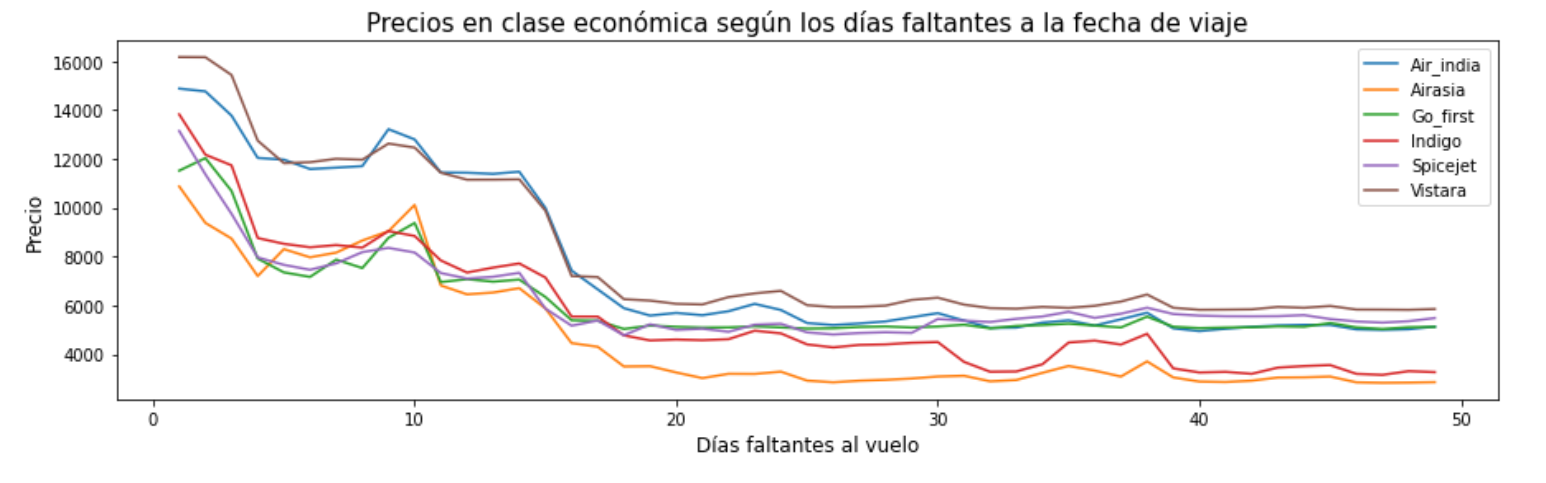 Precios en clase económica según los días faltantes a la fecha de viaje
Precio
16000
14000
12000
10000
8000
6000
4000
Air_india
Airasia
Go_first
Indigo
Spicejet
Vistara
0 10 20 30 40 50
Días faltantes al vuelo